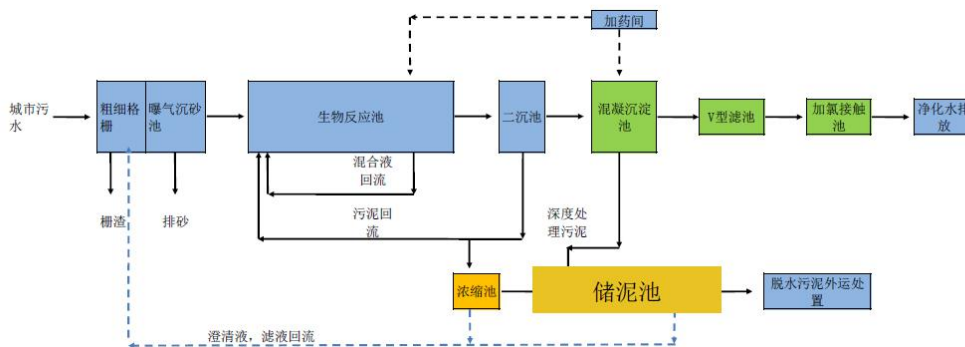 加药间
城市污
水
粗细格
栅
曝气沉砂
池
生物反应池
二沉池
混凝沉淀
池
V型滤池
加氯接触
池
净化水排
放
混合液
回流
栅渣
排砂
污泥回
流
深度处
理污泥
浓缩池
储泥池
脱水污泥外运处
置
澄清液，滤液回流